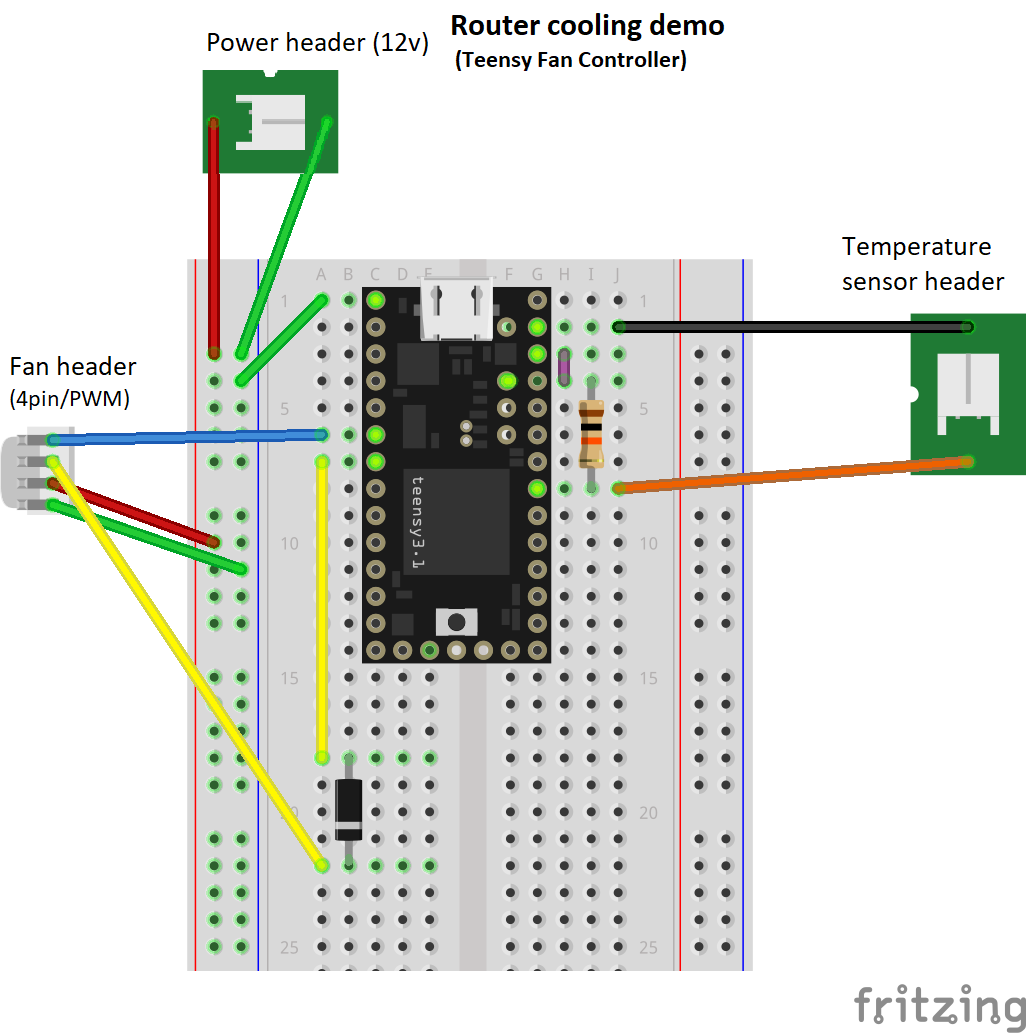 Router cooling demo
(Teensy Fan Controller)
Power header (12v)
Temperature
sensor header
Fan header
(4pin/PWM)
A B C D E F G H I J
1 1
5 5
10 10
15 15
20 20
25 25
teensy3.1
fritzing